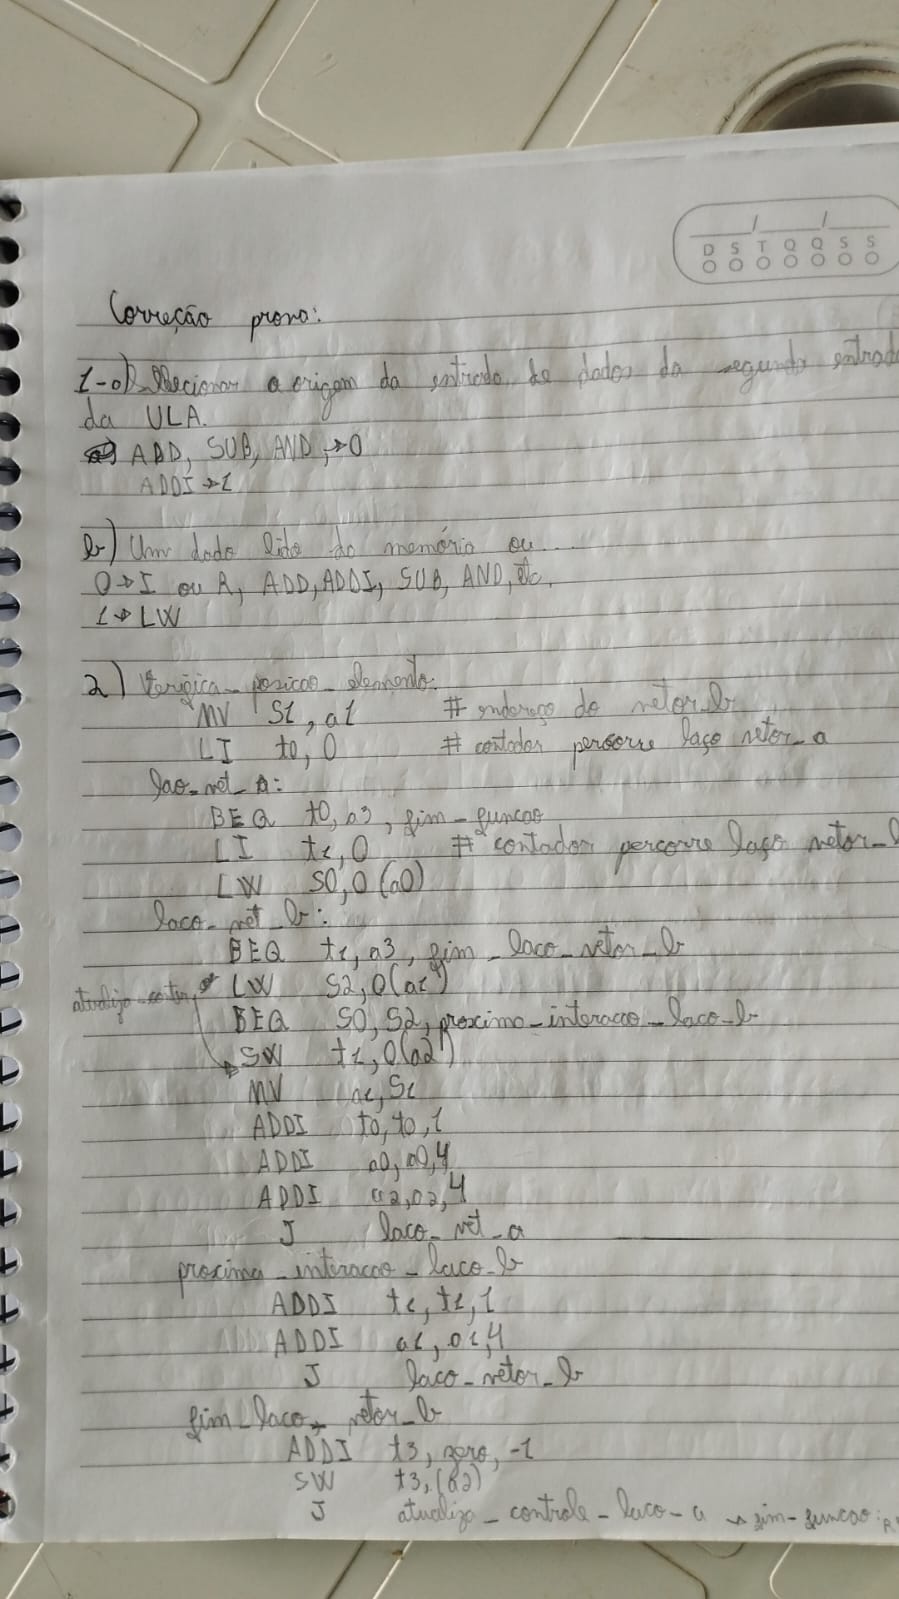 D S T Q Q S S
Correção prova:
1-a) Selecionar a origem da entrada de dados da segunda entrada
da ULA.
ADD, SUB, AND, → 0
ADDI → 1
b) Um dado lido da memória ou...
0 → I ou R, ADD, ADDI, SUB, AND, etc.
1 → LW
2) Verifica_posicao_elemento:
MV S1, a1 # endereço do vetor_b
LI t0, 0 # contador percorre laço vetor_a
lao_vet_A:
BEQ t0, a3, fim_funcao
LI t1, 0 # contador percorre laço vetor_b
LW S0, 0(a0)
laco_vet_b:
BEQ t1, a3, fim_laco_vetor_b
LW S2, 0(a1)
BEQ S0, S2, proximo_interacao_laco_b
SW t1, 0(a2)
MV a1, S1
ADDI t0, t0, 1
ADDI a0, a0, 4
ADDI a2, a2, 4
J laco_vet_a
proxima_interacao_laco_b
ADDI t1, t1, 1
ADDI a1, a1, 4
J laco_vetor_b
fim_laco_vetor_b
ADDI t3, zero, -1
SW t3, (a2)
J atualiza_controle_laco_a → fim_funcao: